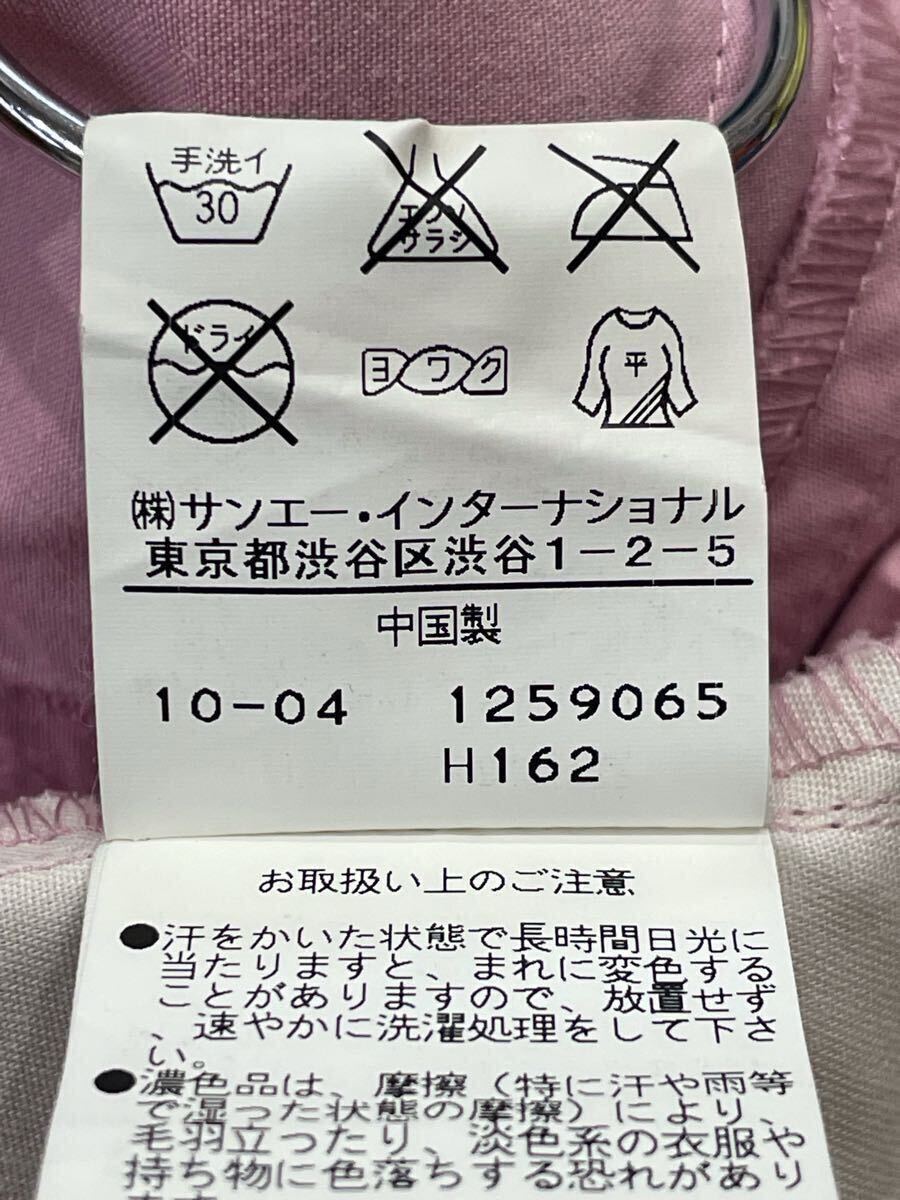 手洗イ
30
エンソ
サラシ
ドライ
ヨワク
平
(株)サンエー・インターナショナル
東京都渋谷区渋谷1-2-5
中国製
10-04 1259065
H162
お取扱い上のご注意
●汗をかいた状態で長時間日光に
当たりますと、まれに変色する
ことがありますので、放置せず
、速やかに洗濯処理をして下さ
い。
●濃色品は、摩擦(特に汗や雨等
で湿った状態の摩擦)により、
毛羽立ったり、淡色系の衣服や
持ち物に色落ちする恐れがあり
ます